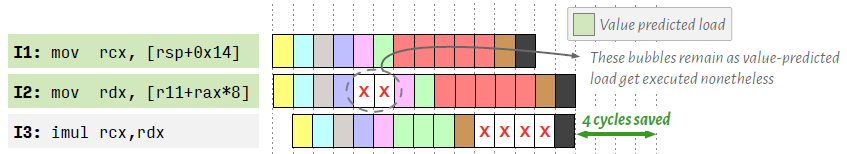 Value predicted load
I1: mov rcx, [rsp+0x14]
These bubbles remain as value-predicted
load get executed nonetheless
I2: mov rdx, [r11+rax*8]
X X
I3: imul rcx,rdx
X X X X
4 cycles saved